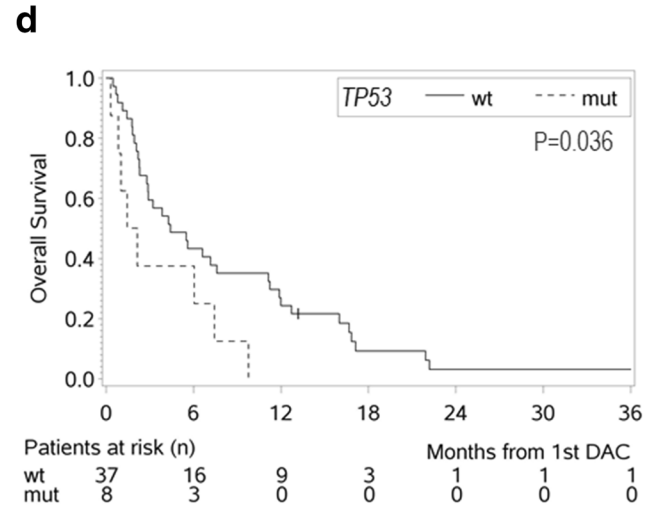 d
TP53 wt mut
P=0.036
Overall Survival
1.0
0.8
0.6
0.4
0.2
0.0
0 6 12 18 24 30 36
Patients at risk (n) Months from 1st DAC
wt 37 16 9 3 1 1 1
mut 8 3 0 0 0 0 0